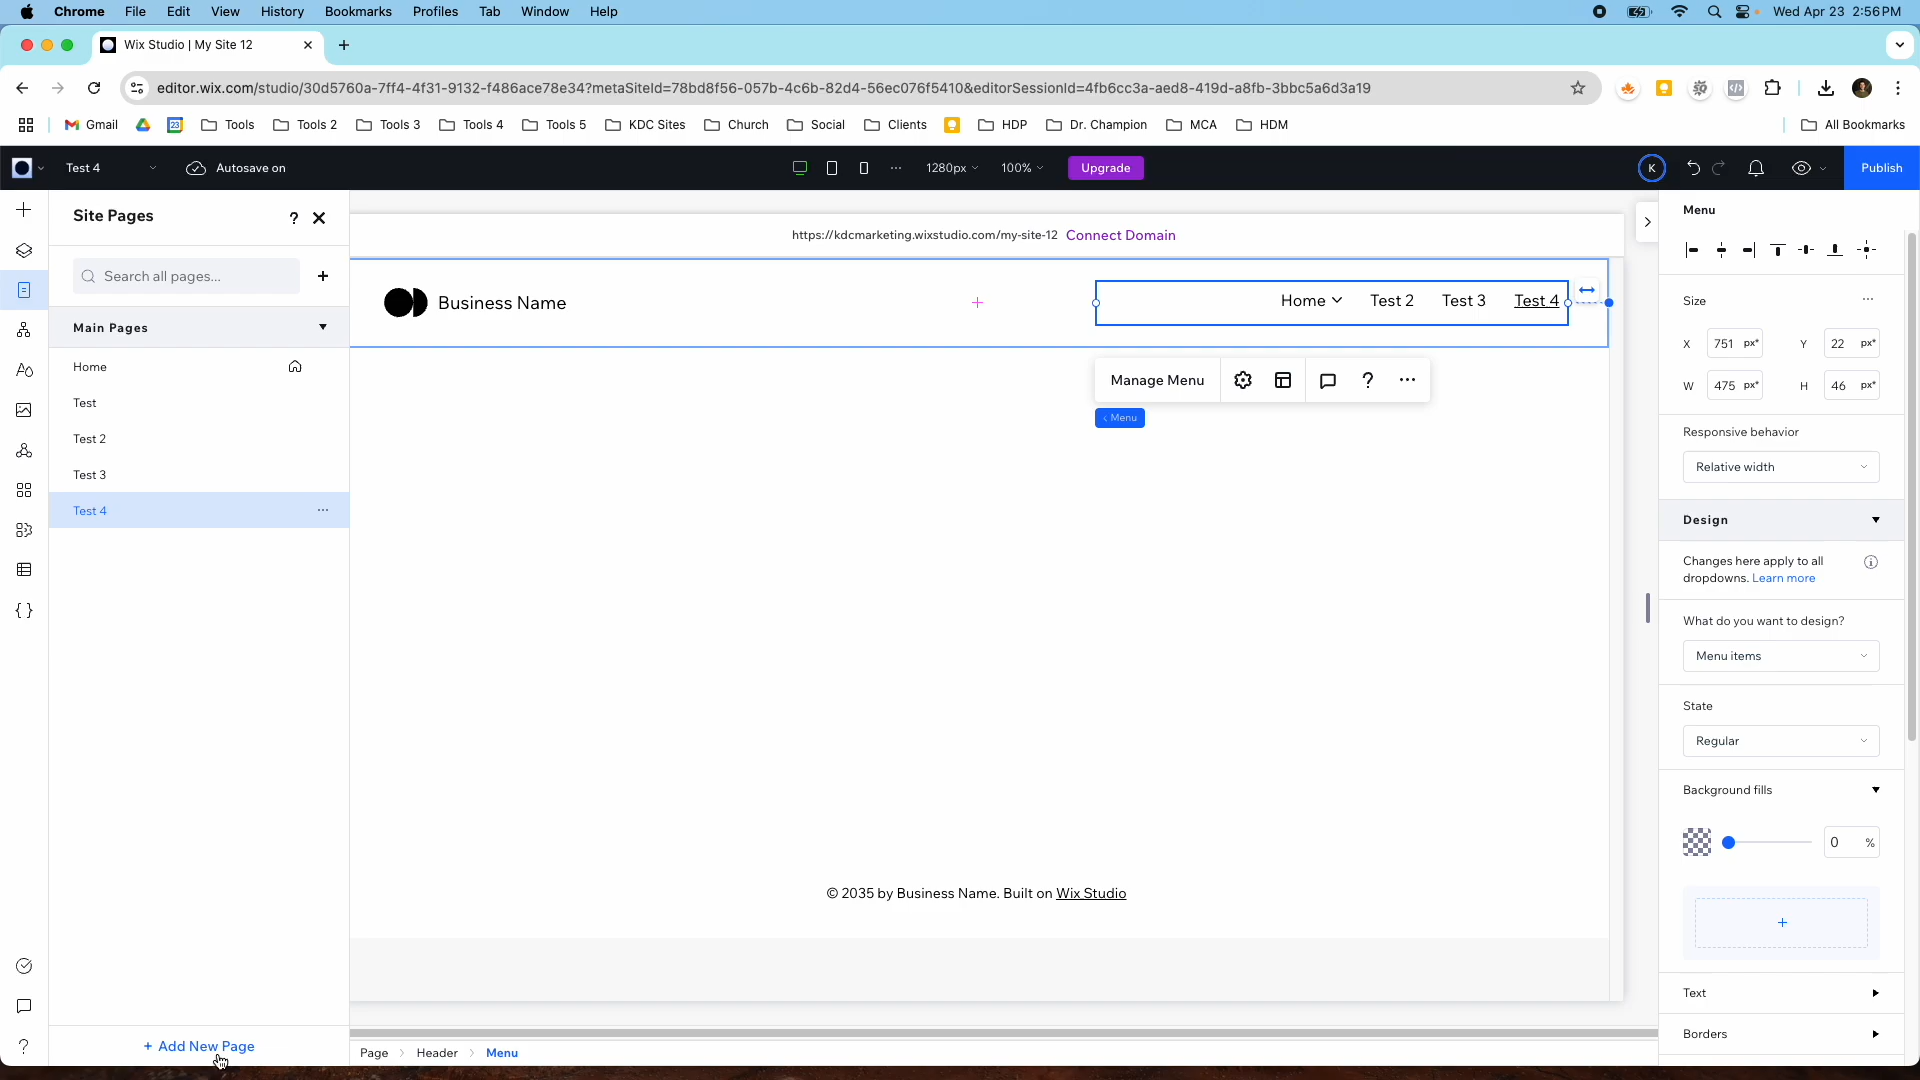 Chrome File Edit View History Bookmarks Profiles Tab Window Help
Wed Apr 23 2:56PM
Wix Studio | My Site 12
editor.wix.com/studio/30d5760a-7ff4-4f31-9132-f486ace78e34?metaSiteId=78bd8f56-057b-4c6b-82d4-56ec076f5410&editorSessionId=4fb6cc3a-aed8-419d-a8fb-3bbc5a6d3a19
Gmail 23 Tools Tools 2 Tools 3 Tools 4 Tools 5 KDC Sites Church Social Clients HDP Dr. Champion MCA HDM All Bookmarks
Test 4 Autosave on 1280px 100% Upgrade K Publish
Site Pages ?
Search all pages... +
Main Pages
Home
Test
Test 2
Test 3
Test 4
+ Add New Page
https://kdcmarketing.wixstudio.com/my-site-12 Connect Domain
Business Name
Home Test 2 Test 3 Test 4
Manage Menu ?
< Menu
© 2035 by Business Name. Built on Wix Studio
Page > Header > Menu
Menu
Size
X 751 px* Y 22 px*
W 475 px* H 46 px*
Responsive behavior
Relative width
Design
Changes here apply to all
dropdowns. Learn more
What do you want to design?
Menu items
State
Regular
Background fills
0 %
+
Text
Borders